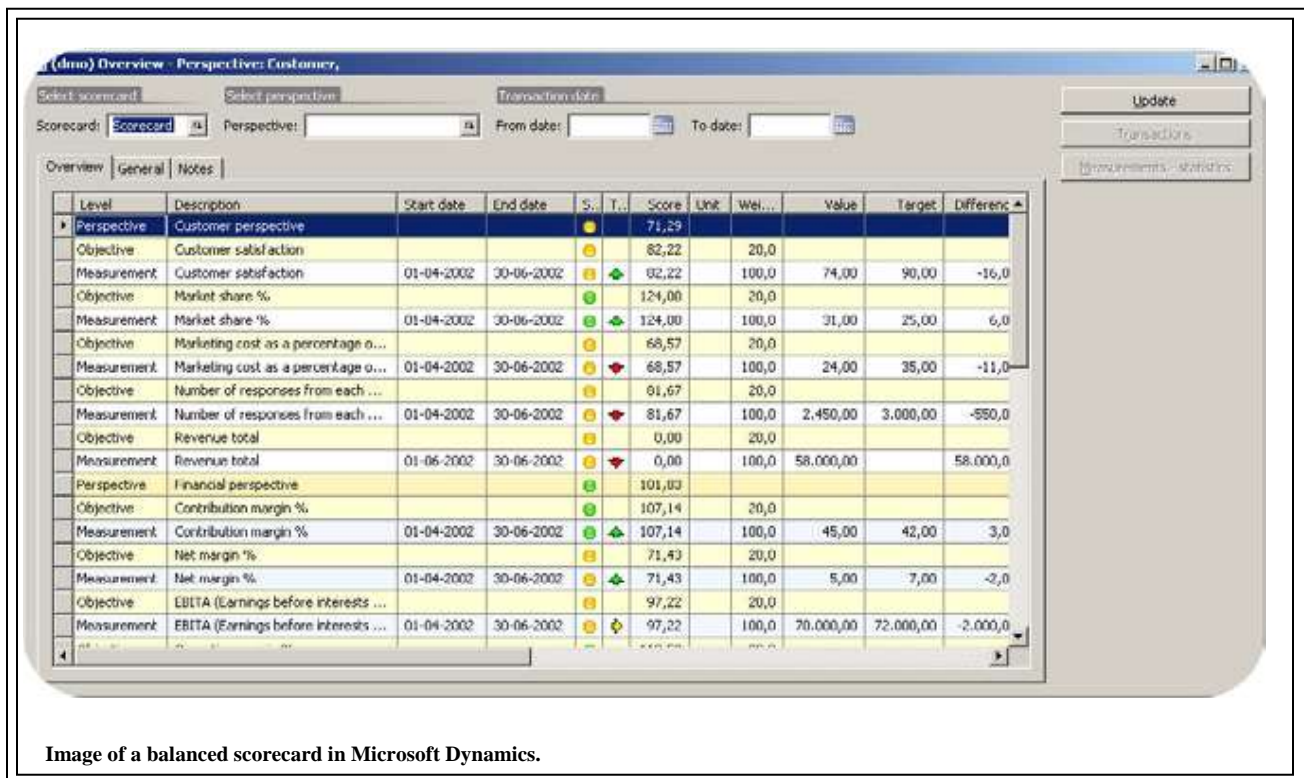 (dmo) Overview - Perspective: Customer,
Select scorecard Select perspective Transaction date
Scorecard: Scorecard Perspective: From date: To date:
Update
Transactions
Measurements - statistics
Overview General Notes
Level Description Start date End date S.. T.. Score Unit Wei... Value Target Differenc
Perspective Customer perspective 71,29
Objective Customer satisfaction 82,22 20,0
Measurement Customer satisfaction 01-04-2002 30-06-2002 82,22 100,0 74,00 90,00 -16,0
Objective Market share % 124,00 20,0
Measurement Market share % 01-04-2002 30-06-2002 124,00 100,0 31,00 25,00 6,0
Objective Marketing cost as a percentage o... 68,57 20,0
Measurement Marketing cost as a percentage o... 01-04-2002 30-06-2002 68,57 100,0 24,00 35,00 -11,0
Objective Number of responses from each ... 81,67 20,0
Measurement Number of responses from each ... 01-04-2002 30-06-2002 81,67 100,0 2.450,00 3.000,00 -550,0
Objective Revenue total 0,00 20,0
Measurement Revenue total 01-06-2002 30-06-2002 0,00 100,0 58.000,00 58.000,0
Perspective Financial perspective 101,03
Objective Contribution margin % 107,14 20,0
Measurement Contribution margin % 01-04-2002 30-06-2002 107,14 100,0 45,00 42,00 3,0
Objective Net margin % 71,43 20,0
Measurement Net margin % 01-04-2002 30-06-2002 71,43 100,0 5,00 7,00 -2,0
Objective EBITA (Earnings before interests ... 97,22 20,0
Measurement EBITA (Earnings before interests ... 01-04-2002 30-06-2002 97,22 100,0 70.000,00 72.000,00 -2.000,0
Image of a balanced scorecard in Microsoft Dynamics.